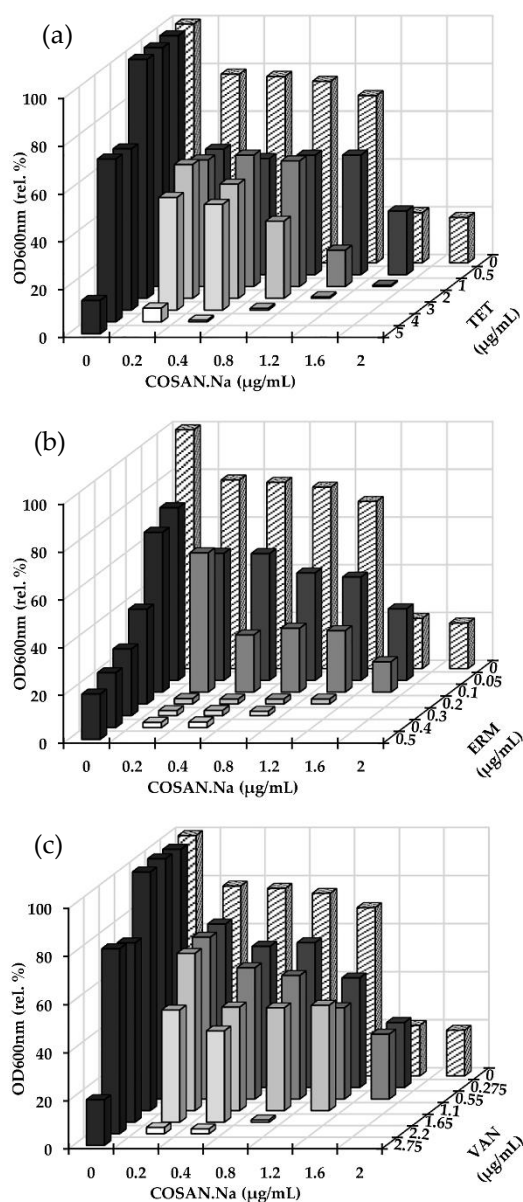 (a)
OD600nm (rel. %)
100
80
60
40
20
0
0 0.2 0.4 0.8 1.2 1.6 2
COSAN.Na (µg/mL)
0
0.5
1
2
3
4
5
TET
(µg/mL)
(b)
OD600nm (rel. %)
100
80
60
40
20
0
0 0.2 0.4 0.8 1.2 1.6 2
COSAN.Na (µg/mL)
0
0.05
0.1
0.2
0.3
0.4
0.5
ERM
(µg/mL)
(c)
OD600nm (rel. %)
100
80
60
40
20
0
0 0.2 0.4 0.8 1.2 1.6 2
COSAN.Na (µg/mL)
0
0.275
0.55
1.1
1.65
2.2
2.75
VAN
(µg/mL)